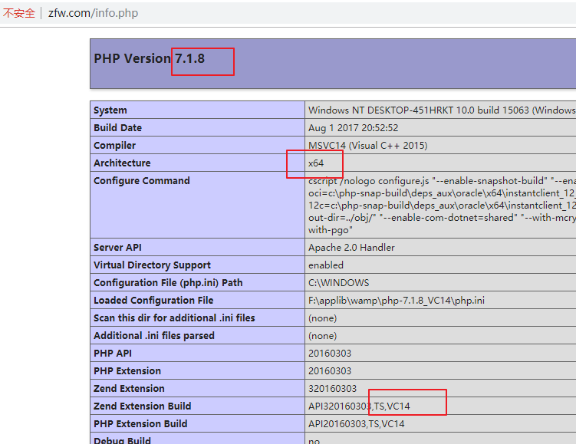 不安全 | zfw.com/info.php
PHP Version 7.1.8
System Windows NT DESKTOP-451HRKT 10.0 build 15063 (Windows
Build Date Aug 1 2017 20:52:52
Compiler MSVC14 (Visual C++ 2015)
Architecture x64
Configure Command cscript /nologo configure.js "--enable-snapshot-build" "--ena
oci=c:\php-snap-build\deps_aux\oracle\x64\instantclient_12_
12c=c:\php-snap-build\deps_aux\oracle\x64\instantclient_12
out-dir=../obj/" "--enable-com-dotnet=shared" "--with-mcry
with-pgo"
Server API Apache 2.0 Handler
Virtual Directory Support enabled
Configuration File (php.ini) Path C:\WINDOWS
Loaded Configuration File F:\applib\wamp\php-7.1.8_VC14\php.ini
Scan this dir for additional .ini files (none)
Additional .ini files parsed (none)
PHP API 20160303
PHP Extension 20160303
Zend Extension 320160303
Zend Extension Build API320160303,TS,VC14
PHP Extension Build API20160303,TS,VC14
Debug Build no